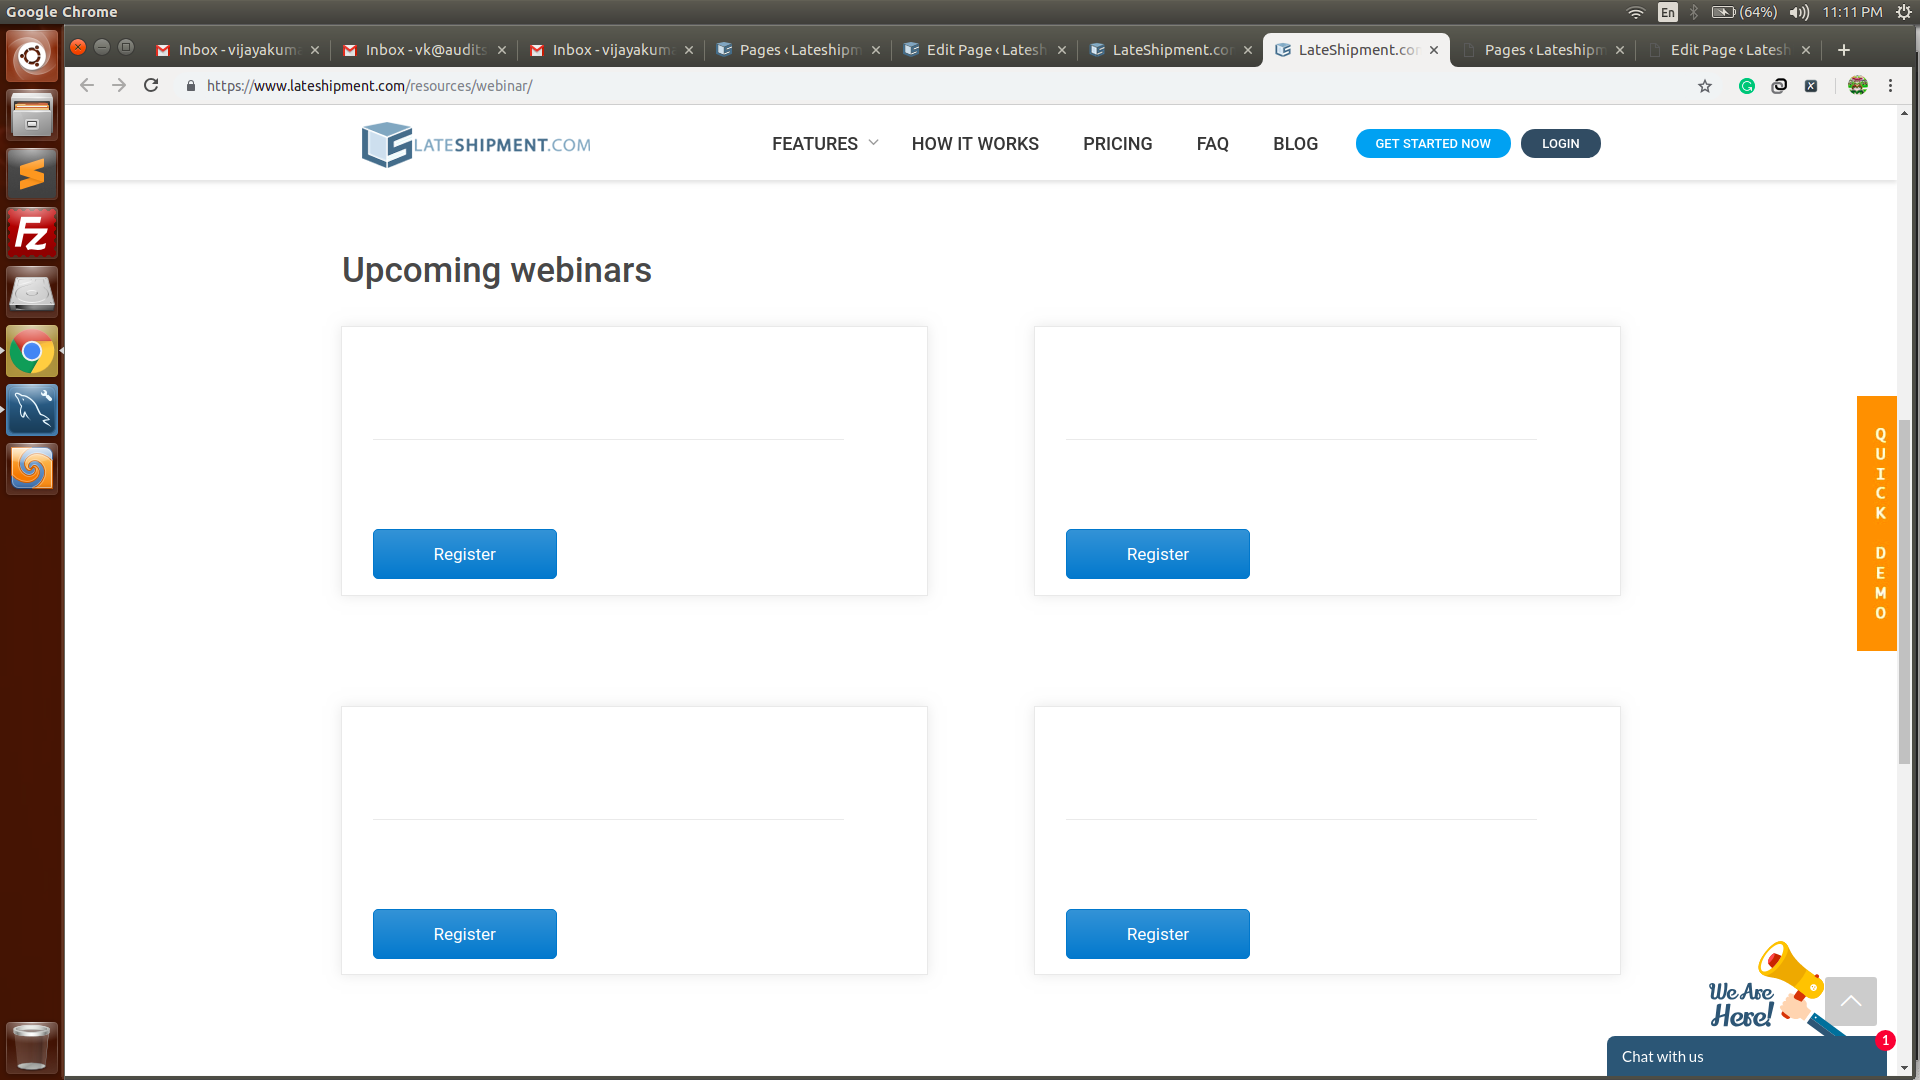 Google Chrome
En
(64%)
11:11 PM
Inbox - vijayakuma
Inbox - vk@audits
Inbox - vijayakuma
Pages ‹ Lateshipm
Edit Page ‹ Latesh
LateShipment.co
LateShipment.co
Pages ‹ Lateshipm
Edit Page ‹ Latesh
https://www.lateshipment.com/resources/webinar/
LATESHIPMENT.COM
FEATURES
HOW IT WORKS
PRICING
FAQ
BLOG
GET STARTED NOW
LOGIN
Upcoming webinars
Register
Register
QUICK DEMO
Register
Register
We Are
Here!
1
Chat with us